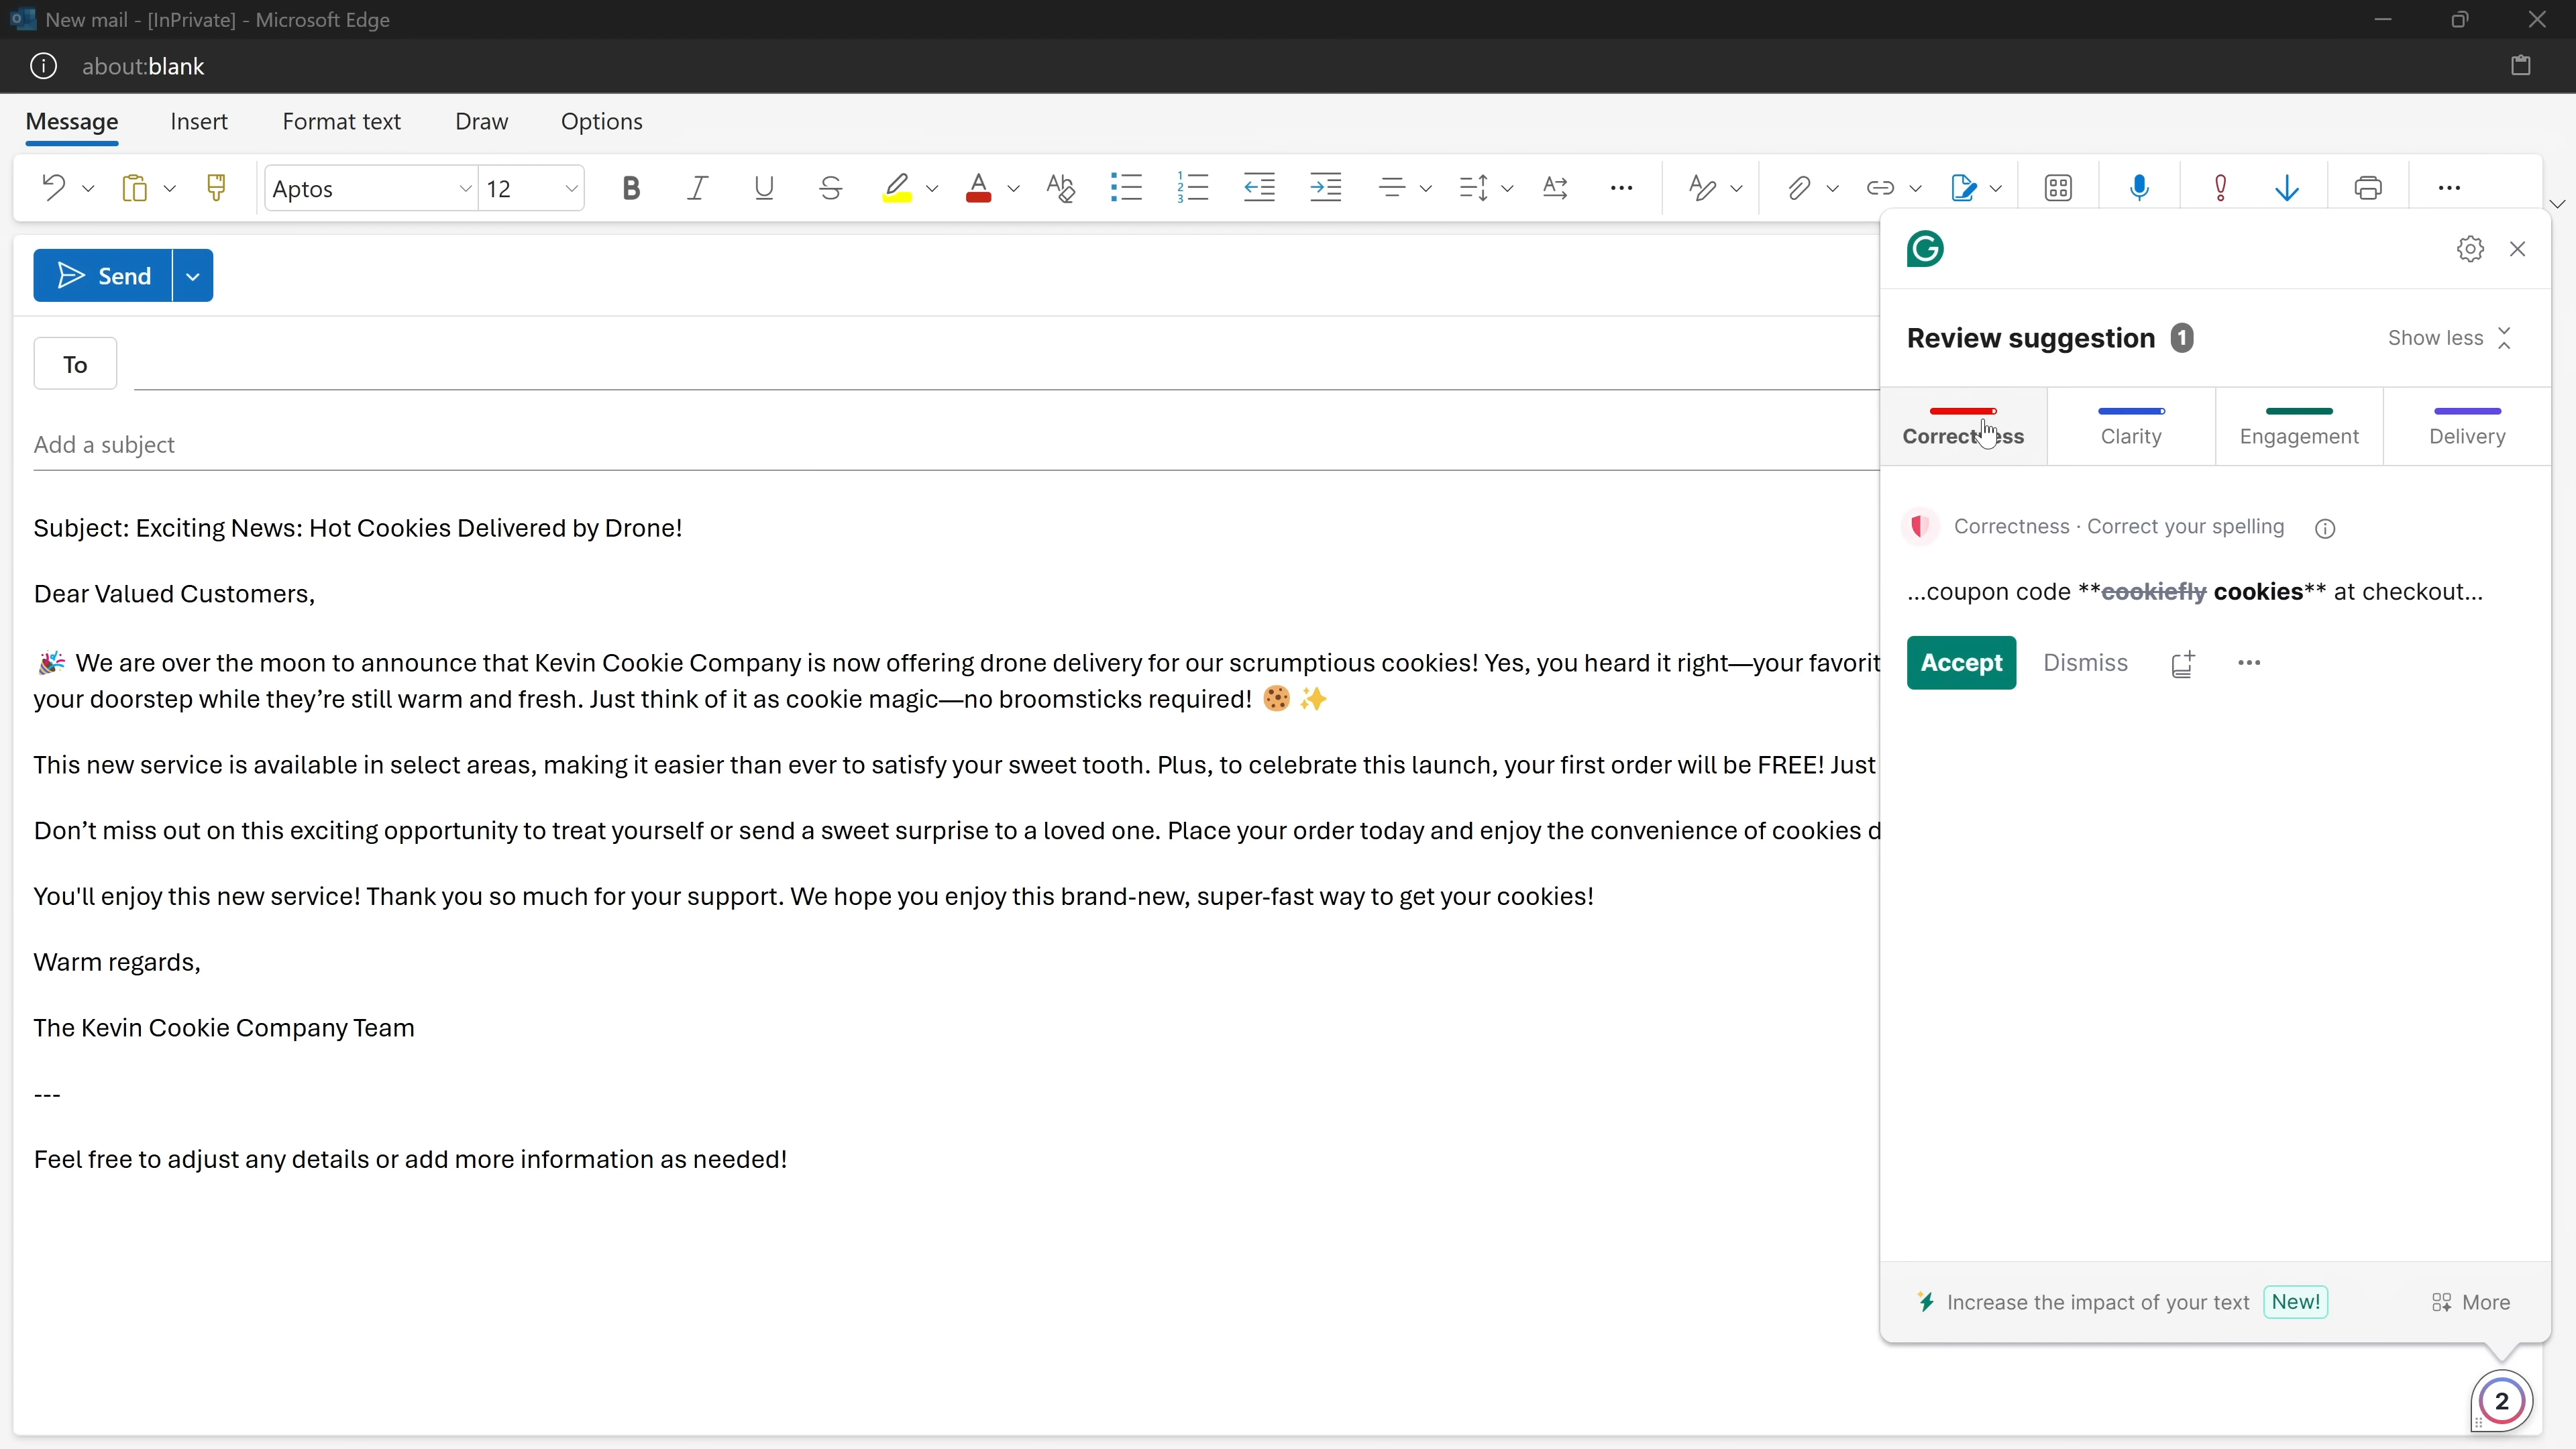 New mail - [InPrivate] - Microsoft Edge
about:blank
Message Insert Format text Draw Options
Aptos 12
Send
To
Add a subject
Subject: Exciting News: Hot Cookies Delivered by Drone!
Dear Valued Customers,
🎉 We are over the moon to announce that Kevin Cookie Company is now offering drone delivery for our scrumptious cookies! Yes, you heard it right—your favorit
your doorstep while they’re still warm and fresh. Just think of it as cookie magic—no broomsticks required! 🍪 ✨
This new service is available in select areas, making it easier than ever to satisfy your sweet tooth. Plus, to celebrate this launch, your first order will be FREE! Just
Don’t miss out on this exciting opportunity to treat yourself or send a sweet surprise to a loved one. Place your order today and enjoy the convenience of cookies d
You'll enjoy this new service! Thank you so much for your support. We hope you enjoy this brand-new, super-fast way to get your cookies!
Warm regards,
The Kevin Cookie Company Team
---
Feel free to adjust any details or add more information as needed!
Review suggestion 1 Show less
Correctness Clarity Engagement Delivery
Correctness · Correct your spelling
...coupon code **cookiefly cookies** at checkout...
Accept Dismiss
Increase the impact of your text New! More
2